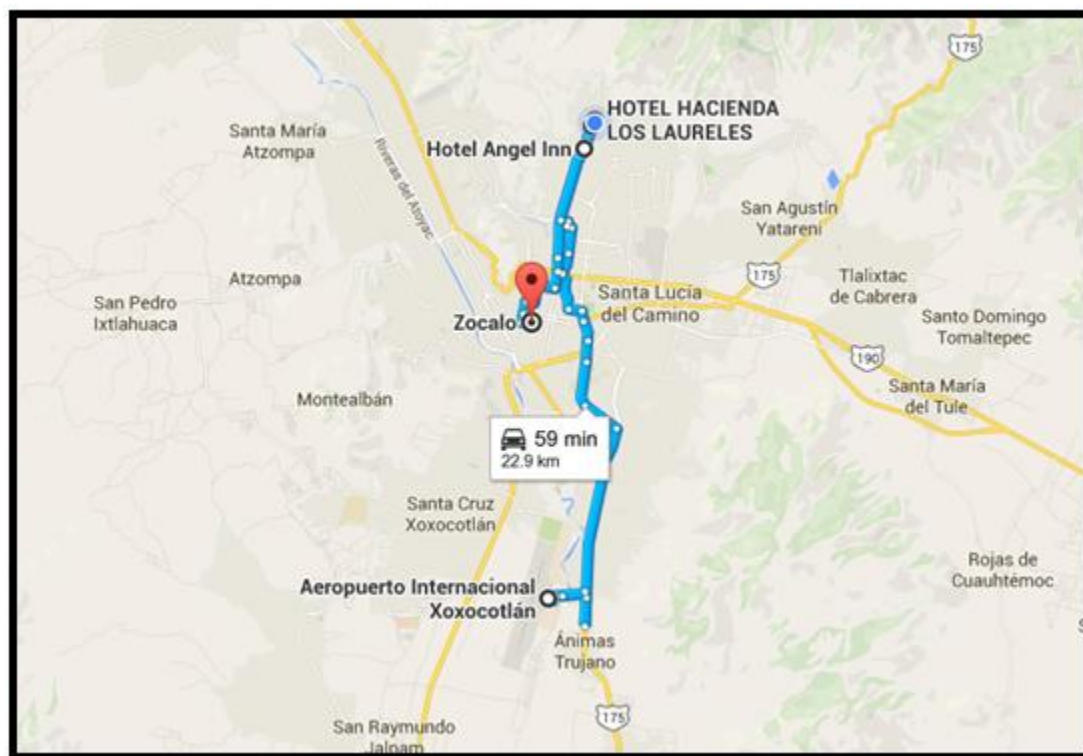 175
HOTEL HACIENDA
LOS LAURELES
Santa María
Atzompa
Hotel Angel Inn
Riveras del Atoyac
San Agustín
Yatareni
175
Atzompa
Tlalixtac
de Cabrera
San Pedro
Ixtlahuaca
Santa Lucía
del Camino
Zocalo
Santo Domingo
Tomaltepec
190
Montealbán
Santa María
del Tule
59 min
22.9 km
Santa Cruz
Xoxocotlán
Rojas de
Cuauhtémoc
Aeropuerto Internacional
Xoxocotlán
S
Ánimas
Trujano
175
San Raymundo
Jalpam